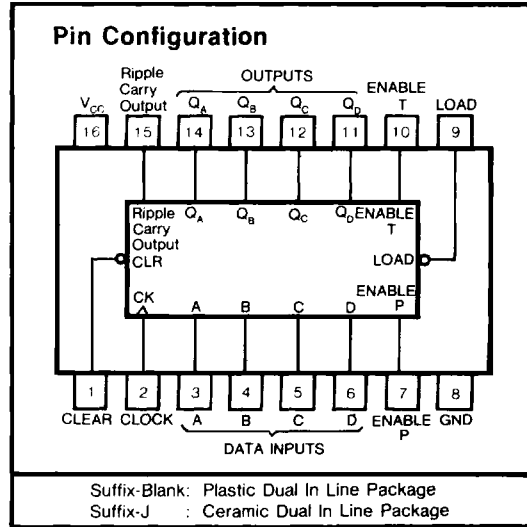 Pin Configuration
Ripple
Carry
Output
OUTPUTS
ENABLE
T
V_CC
Q_A
Q_B
Q_C
Q_D
LOAD
16
15
14
13
12
11
10
9
Ripple
Carry
Output
Q_A
Q_B
Q_C
Q_D
ENABLE
T
CLR
LOAD
CK
A
B
C
D
ENABLE
P
1
2
3
4
5
6
7
8
CLEAR
CLOCK
A
B
C
D
ENABLE
P
GND
DATA INPUTS
Suffix-Blank: Plastic Dual In Line Package
Suffix-J : Ceramic Dual In Line Package